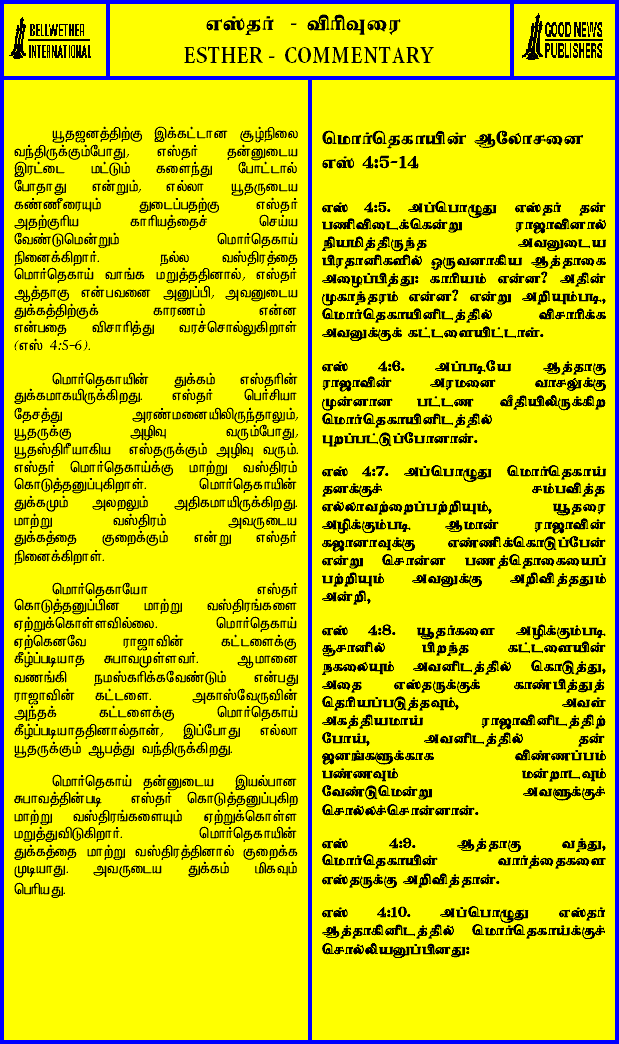 BELLWETHER
INTERNATIONAL
எஸ்தர் - விரிவுரை
ESTHER - COMMENTARY
GOOD NEWS
PUBLISHERS
யூதஜனத்திற்கு இக்கட்டான சூழ்நிலை
வந்திருக்கும்போது, எஸ்தர் தன்னுடைய
இரட்டை மட்டும் களைந்து போட்டால்
போதாது என்றும், எல்லா யூதருடைய
கண்ணீரையும் துடைப்பதற்கு எஸ்தர்
அதற்குரிய காரியத்தைச் செய்ய
வேண்டுமென்றும் மொர்தெகாய்
நினைக்கிறார். நல்ல வஸ்திரத்தை
மொர்தெகாய் வாங்க மறுத்ததினால், எஸ்தர்
ஆத்தாகு என்பவனை அனுப்பி, அவனுடைய
துக்கத்திற்குக் காரணம் என்ன
என்பதை விசாரித்து வரச்சொல்லுகிறாள்
(எஸ் 4:5-6).
மொர்தெகாயின் துக்கம் எஸ்தரின்
துக்கமாகயிருக்கிறது. எஸ்தர் பெர்சியா
தேசத்து அரண்மனையிலிருந்தாலும்,
யூதருக்கு அழிவு வரும்போது,
யூதஸ்திரீயாகிய எஸ்தருக்கும் அழிவு வரும்.
எஸ்தர் மொர்தெகாய்க்கு மாற்று வஸ்திரம்
கொடுத்தனுப்புகிறாள். மொர்தெகாயின்
துக்கமும் அலறலும் அதிகமாயிருக்கிறது.
மாற்று வஸ்திரம் அவருடைய
துக்கத்தை குறைக்கும் என்று எஸ்தர்
நினைக்கிறாள்.
மொர்தெகாயோ எஸ்தர்
கொடுத்தனுப்பின மாற்று வஸ்திரங்களை
ஏற்றுக்கொள்ளவில்லை. மொர்தெகாய்
ஏற்கெனவே ராஜாவின் கட்டளைக்கு
கீழ்ப்படியாத சுபாவமுள்ளவர். ஆமானை
வணங்கி நமஸ்கரிக்கவேண்டும் என்பது
ராஜாவின் கட்டளை. அகாஸ்வேருவின்
அந்தக் கட்டளைக்கு மொர்தெகாய்
கீழ்ப்படியாததினால்தான், இப்போது எல்லா
யூதருக்கும் ஆபத்து வந்திருக்கிறது.
மொர்தெகாய் தன்னுடைய இயல்பான
சுபாவத்தின்படி எஸ்தர் கொடுத்தனுப்புகிற
மாற்று வஸ்திரங்களையும் ஏற்றுக்கொள்ள
மறுத்துவிடுகிறார். மொர்தெகாயின்
துக்கத்தை மாற்று வஸ்திரத்தினால் குறைக்க
முடியாது. அவருடைய துக்கம் மிகவும்
பெரியது.
மொர்தெகாயின் ஆலோசனை
எஸ் 4:5-14
எஸ் 4:5. அப்பொழுது எஸ்தர் தன்
பணிவிடைக்கென்று ராஜாவினால்
நியமித்திருந்த அவனுடைய
பிரதானிகளில் ஒருவனாகிய ஆத்தாகை
அழைப்பித்து: காரியம் என்ன? அதின்
முகாந்தரம் என்ன? என்று அறியும்படி,
மொர்தெகாயினிடத்தில் விசாரிக்க
அவனுக்குக் கட்டளையிட்டான்.
எஸ் 4:6. அப்படியே ஆத்தாகு
ராஜாவின் அரமனை வாசலுக்கு
முன்னான பட்டண வீதியிலிருக்கிற
மொர்தெகாயினிடத்தில்
புறப்பட்டுப்போனான்.
எஸ் 4:7. அப்பொழுது மொர்தெகாய்
தனக்குச் சம்பவித்த
எல்லாவற்றைப்பற்றியும், யூதரை
அழிக்கும்படி ஆமான் ராஜாவின்
கஜானாவுக்கு எண்ணிக்கொடுப்பேன்
என்று சொன்ன பணத்தொகையைப்
பற்றியும் அவனுக்கு அறிவித்ததும்
அன்றி,
எஸ் 4:8. யூதர்களை அழிக்கும்படி
சூசானில் பிறந்த கட்டளையின்
நகலையும் அவனிடத்தில் கொடுத்து,
அதை எஸ்தருக்குக் காண்பித்துத்
தெரியப்படுத்தவும், அவள்
அகத்தியமாய் ராஜாவினிடத்திற்
போய், அவனிடத்தில் தன்
ஜனங்களுக்காக விண்ணப்பம்
பண்ணவும் மன்றாடவும்
வேண்டுமென்று அவளுக்குச்
சொல்லச்சொன்னான்.
எஸ் 4:9. ஆத்தாகு வந்து,
மொர்தெகாயின் வார்த்தைகளை
எஸ்தருக்கு அறிவித்தான்.
எஸ் 4:10. அப்பொழுது எஸ்தர்
ஆத்தாகினிடத்தில் மொர்தெகாய்க்குச்
சொல்லியனுப்பினது: